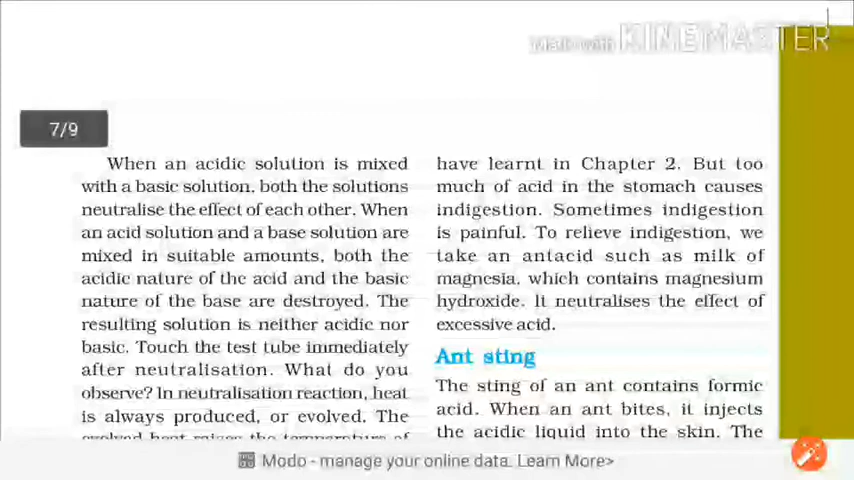 Made with KINEMASTER
7/9
When an acidic solution is mixed
with a basic solution, both the solutions
neutralise the effect of each other. When
an acid solution and a base solution are
mixed in suitable amounts, both the
acidic nature of the acid and the basic
nature of the base are destroyed. The
resulting solution is neither acidic nor
basic. Touch the test tube immediately
after neutralisation. What do you
observe? In neutralisation reaction, heat
is always produced, or evolved. The
evolved heat raises the temperature of
have learnt in Chapter 2. But too
much of acid in the stomach causes
indigestion. Sometimes indigestion
is painful. To relieve indigestion, we
take an antacid such as milk of
magnesia, which contains magnesium
hydroxide. It neutralises the effect of
excessive acid.
Ant sting
The sting of an ant contains formic
acid. When an ant bites, it injects
the acidic liquid into the skin. The
Modo - manage your online data. Learn More>